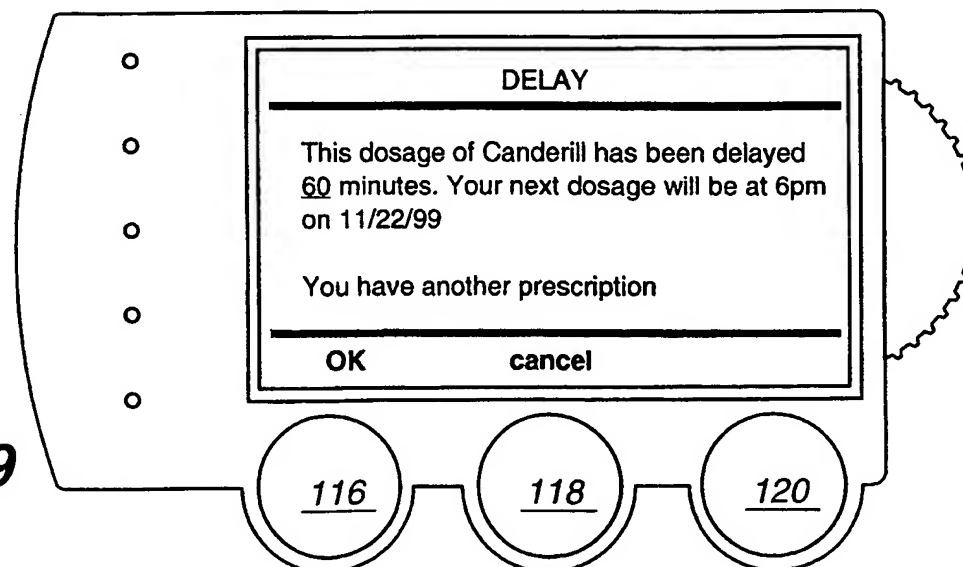 DELAY
This dosage of Canderill has been delayed
60 minutes. Your next dosage will be at 6pm
on 11/22/99
You have another prescription
OK cancel
9
116 118 120